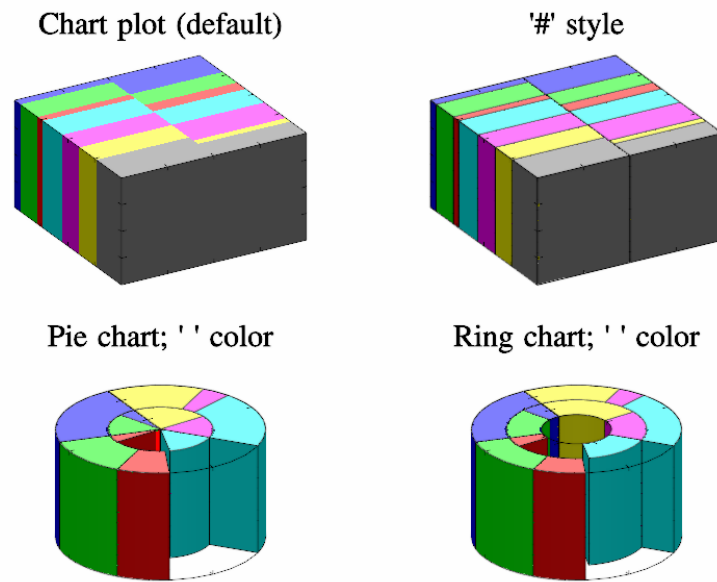 Chart plot (default)
'#' style
Pie chart; ' ' color
Ring chart; ' ' color